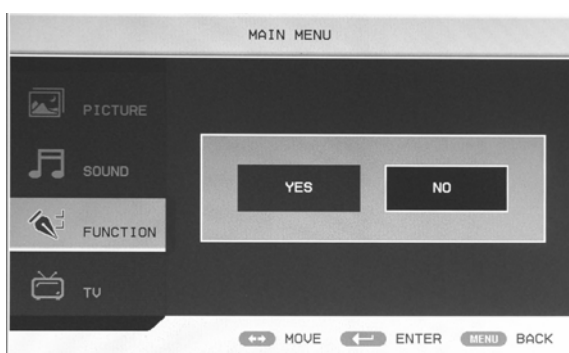 MAIN MENU
PICTURE
SOUND
YES NO
FUNCTION
TV
MOVE ENTER MENU BACK